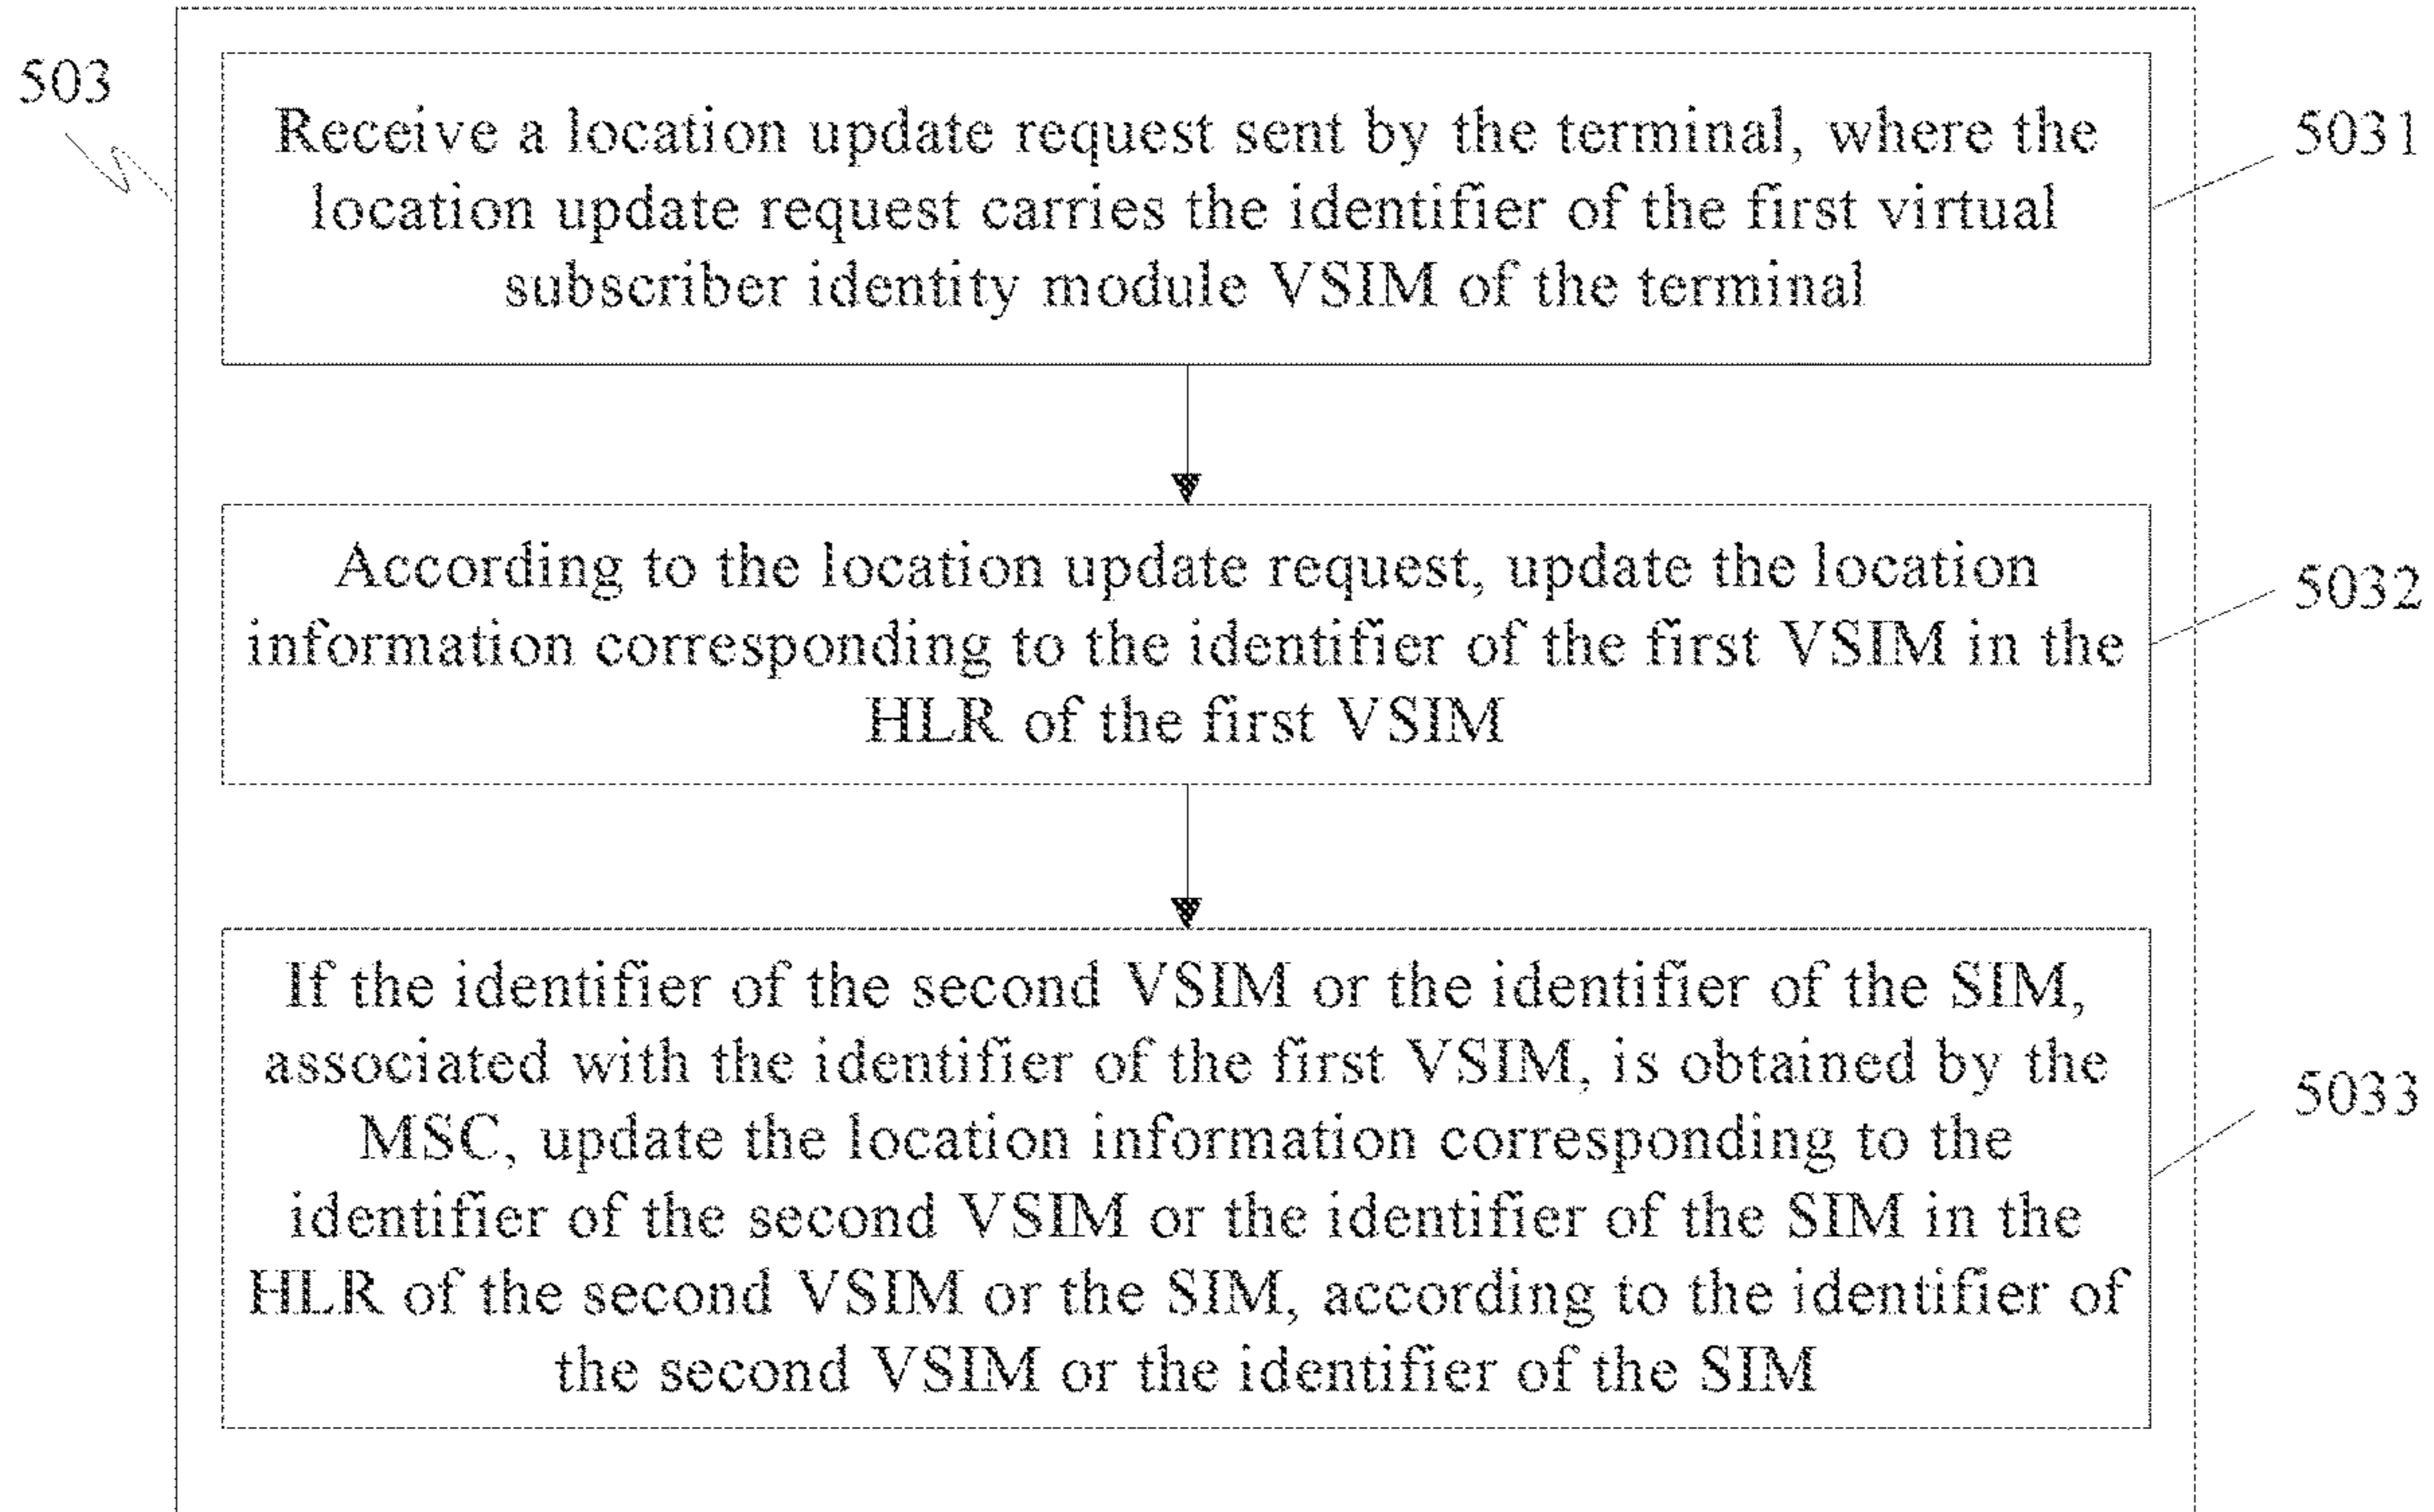 503
Receive a location update request sent by the terminal, where the
location update request carries the identifier of the first virtual
subscriber identity module VSIM of the terminal
5031
According to the location update request, update the location
information corresponding to the identifier of the first VSIM in the
HLR of the first VSIM
5032
If the identifier of the second VSIM or the identifier of the SIM,
associated with the identifier of the first VSIM, is obtained by the
MSC, update the location information corresponding to the
identifier of the second VSIM or the identifier of the SIM in the
HLR of the second VSIM or the SIM, according to the identifier of
the second VSIM or the identifier of the SIM
5033